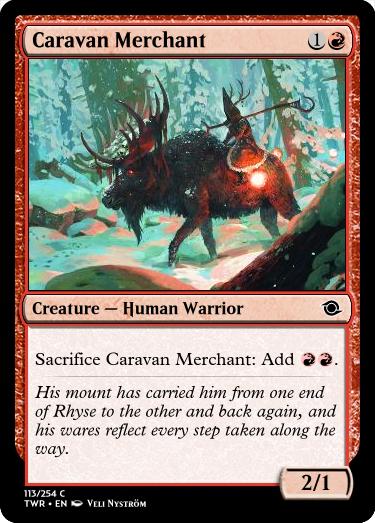 Caravan Merchant 1
Creature — Human Warrior
Sacrifice Caravan Merchant: Add .
His mount has carried him from one end
of Rhyse to the other and back again, and
his wares reflect every step taken along the
way.
2/1
113/254 C
TWR • EN Veli Nyström